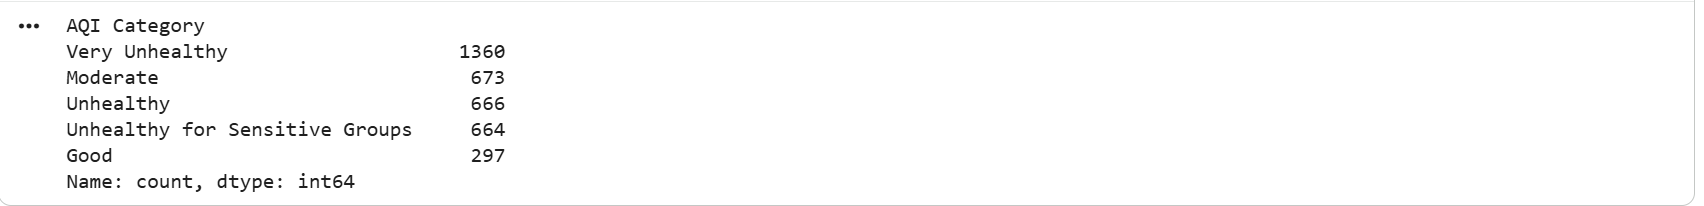 AQI Category
Very Unhealthy                    1360
Moderate                           673
Unhealthy                          666
Unhealthy for Sensitive Groups     664
Good                               297
Name: count, dtype: int64